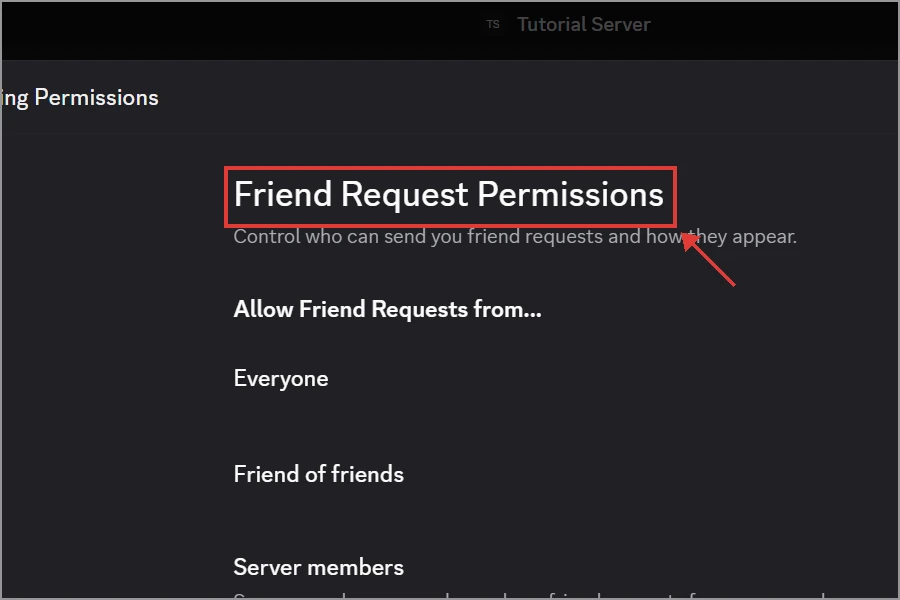 TS Tutorial Server
ing Permissions
Friend Request Permissions
Control who can send you friend requests and how they appear.
Allow Friend Requests from...
Everyone
Friend of friends
Server members